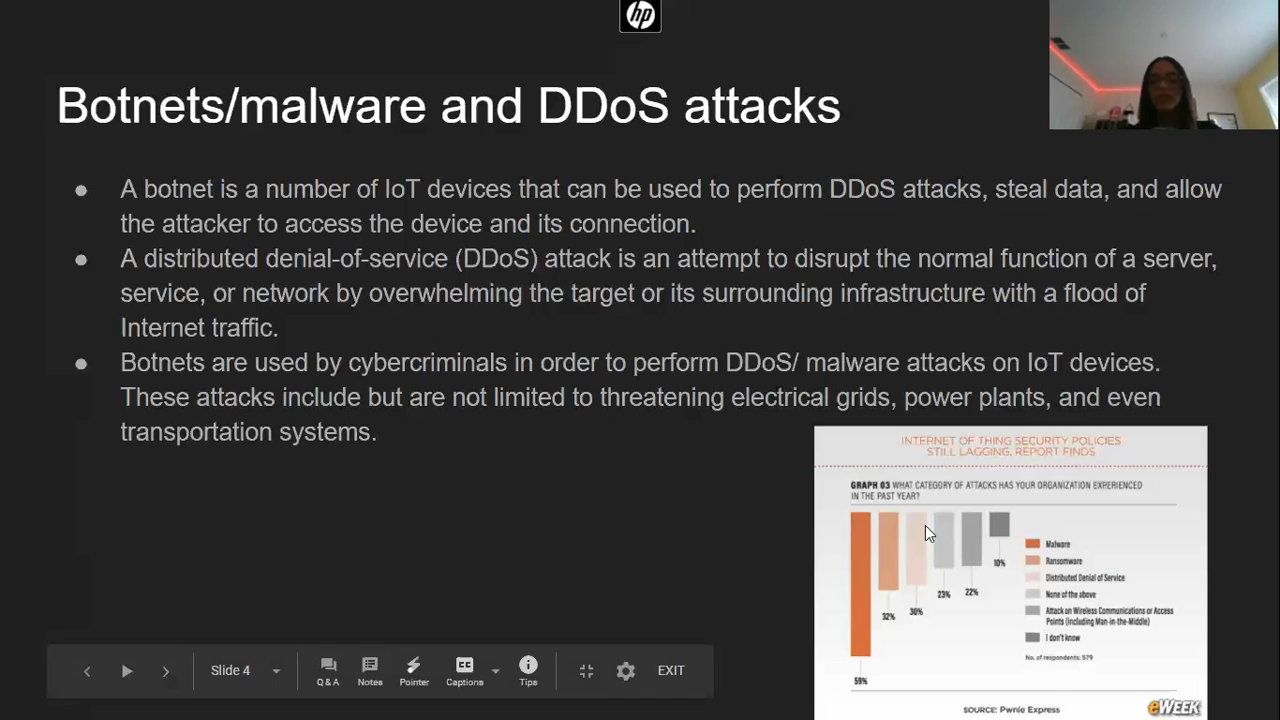 hp
Botnets/malware and DDoS attacks
● A botnet is a number of IoT devices that can be used to perform DDoS attacks, steal data, and allow
the attacker to access the device and its connection.
● A distributed denial-of-service (DDoS) attack is an attempt to disrupt the normal function of a server,
service, or network by overwhelming the target or its surrounding infrastructure with a flood of
Internet traffic.
● Botnets are used by cybercriminals in order to perform DDoS/ malware attacks on IoT devices.
These attacks include but are not limited to threatening electrical grids, power plants, and even
transportation systems.
INTERNET OF THING SECURITY POLICIES
STILL LAGGING, REPORT FINDS
GRAPH 03 WHAT CATEGORY OF ATTACKS HAS YOUR ORGANIZATION EXPERIENCED
IN THE PAST YEAR?
59%
32%
30%
23%
22%
10%
Malware
Ransomware
Distributed Denial of Service
None of the above
Attack on Wireless Communications or Access
Points (including Man-in-the-Middle)
I don't know
No. of respondents: 579
SOURCE: Pwnie Express
eWEEK
Slide 4
Q & A
Notes
Pointer
CC
Captions
Tips
EXIT